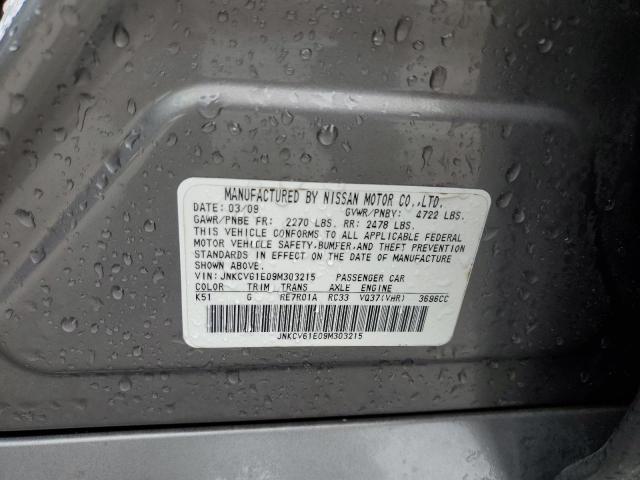 MANUFACTURED BY NISSAN MOTOR CO.,LTD.
DATE: 03/09 GVWR/PNBV: 4722 LBS.
GAWR/PNBE FR: 2270 LBS. RR: 2478 LBS.
THIS VEHICLE CONFORMS TO ALL APPLICABLE FEDERAL
MOTOR VEHICLE SAFETY,BUMPER,AND THEFT PREVENTION
STANDARDS IN EFFECT ON THE DATE OF MANUFACTURE
SHOWN ABOVE.
VIN: JNKCV61E09M303215 PASSENGER CAR
COLOR TRIM TRANS AXLE ENGINE
K51 G RE7R01A RC33 VQ37(VHR) 3696CC
JNKCV61E09M303215